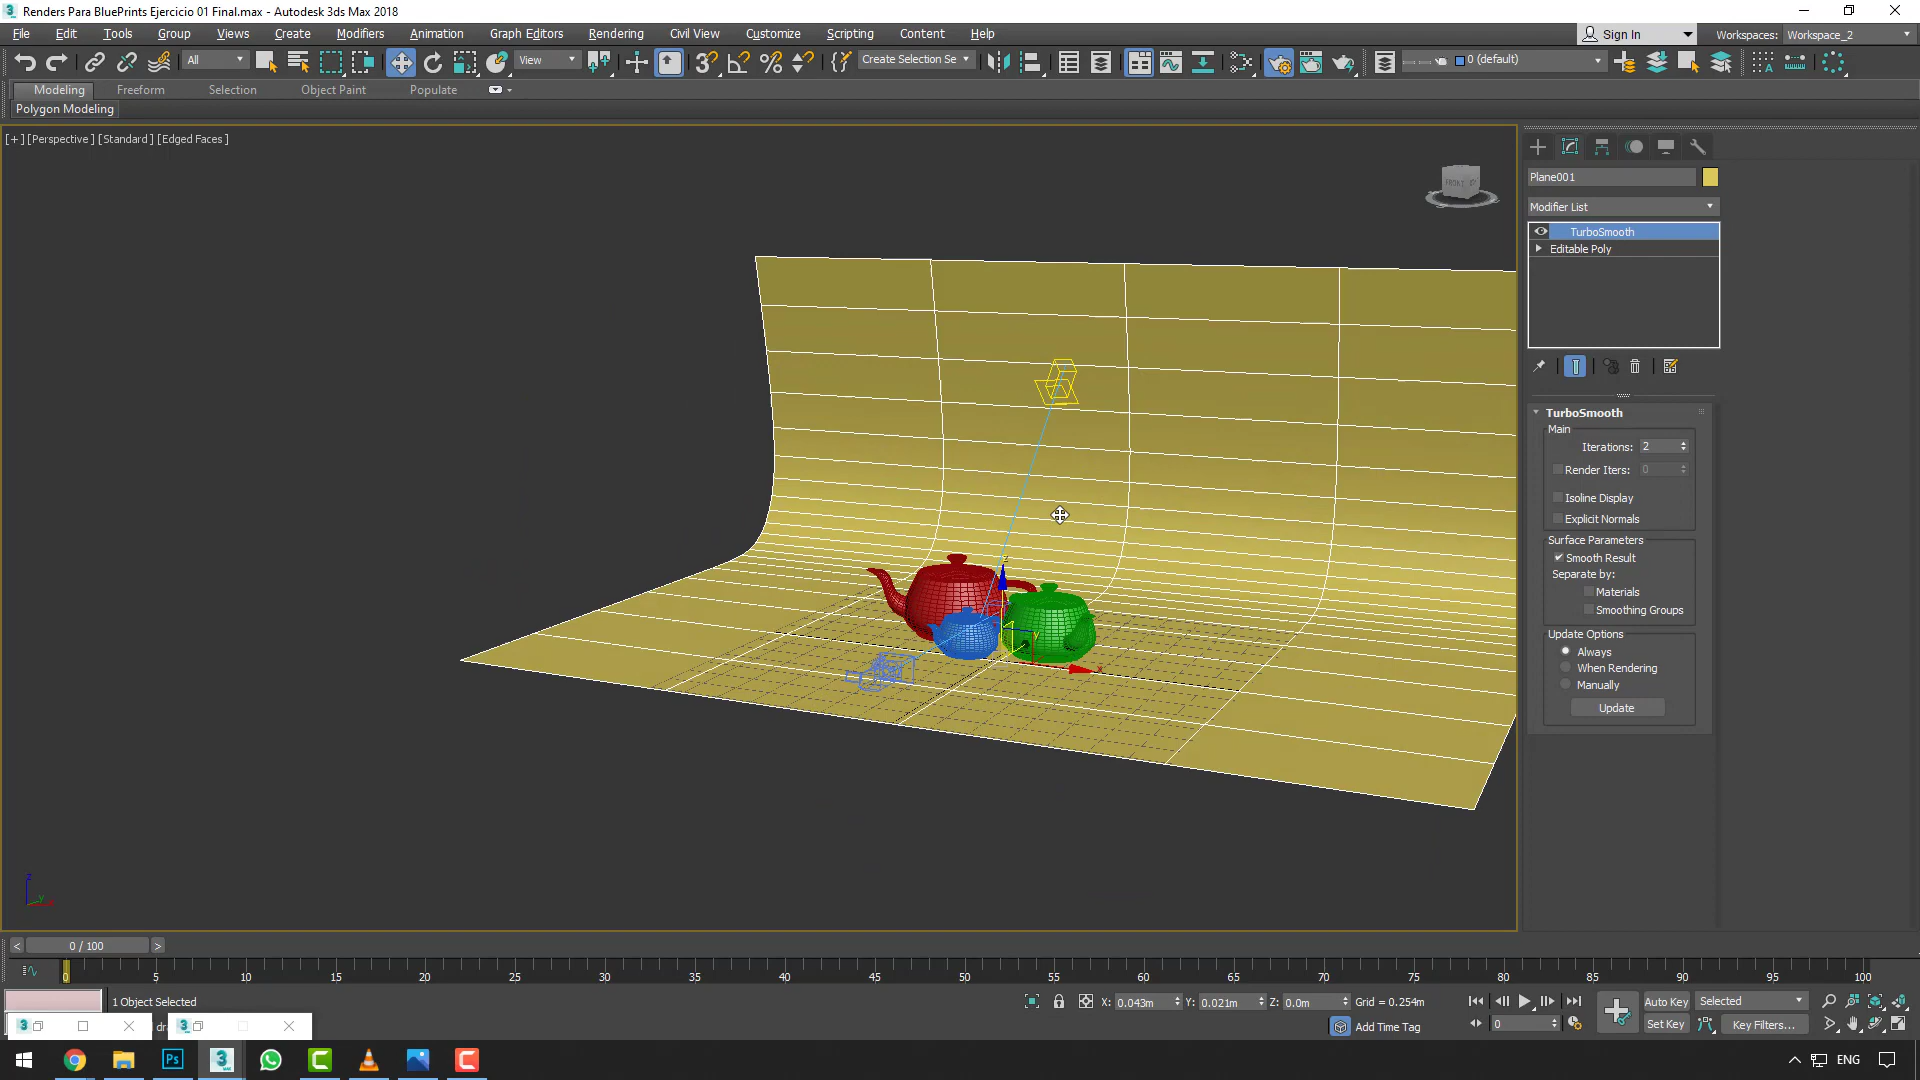 Renders Para BluePrints Ejercicio 01 Final.max - Autodesk 3ds Max 2018
File Edit Tools Group Views Create Modifiers Animation Graph Editors Rendering Civil View Customize Scripting Content Help
Sign In Workspaces: Workspace_2
All View Create Selection Se 0 (default)
Modeling Freeform Selection Object Paint Populate
Polygon Modeling
[+] [Perspective] [Standard] [Edged Faces]
FRONT
Plane001
Modifier List
TurboSmooth
Editable Poly
TurboSmooth
Main
Iterations: 2
Render Iters: 0
Isoline Display
Explicit Normals
Surface Parameters
Smooth Result
Separate by:
Materials
Smoothing Groups
Update Options
Always
When Rendering
Manually
Update
z
y
x
z
y
x
< 0 / 100 >
0 5 10 15 20 25 30 35 40 45 50 55 60 65 70 75 80 85 90 95 100
1 Object Selected X: 0.043m Y: 0.021m Z: 0.0m Grid = 0.254m Auto Key Selected
Add Time Tag 0 Set Key Key Filters...
Ps 3 ENG